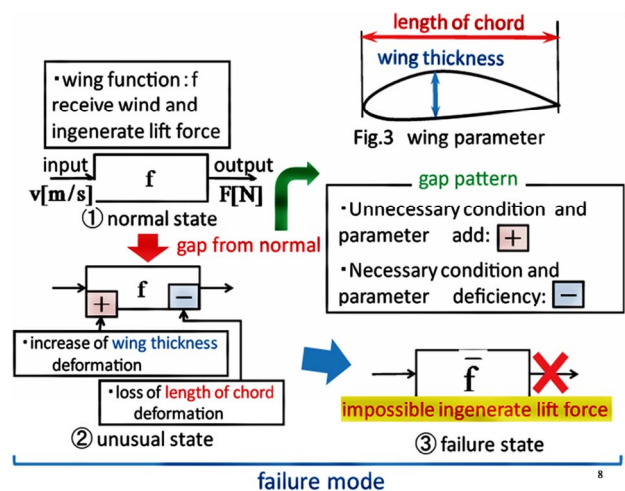 length of chord
wing thickness
Fig.3 wing parameter
・wing function : f
receive wind and
ingenerate lift force
input
f
output
v[m/s]
F[N]
① normal state
gap from normal
gap pattern
・Unnecessary condition and
parameter add: +
・Necessary condition and
parameter deficiency: −
f
+
−
・increase of wing thickness
deformation
・loss of length of chord
deformation
② unusual state
f̅
impossible ingenerate lift force
③ failure state
failure mode
8